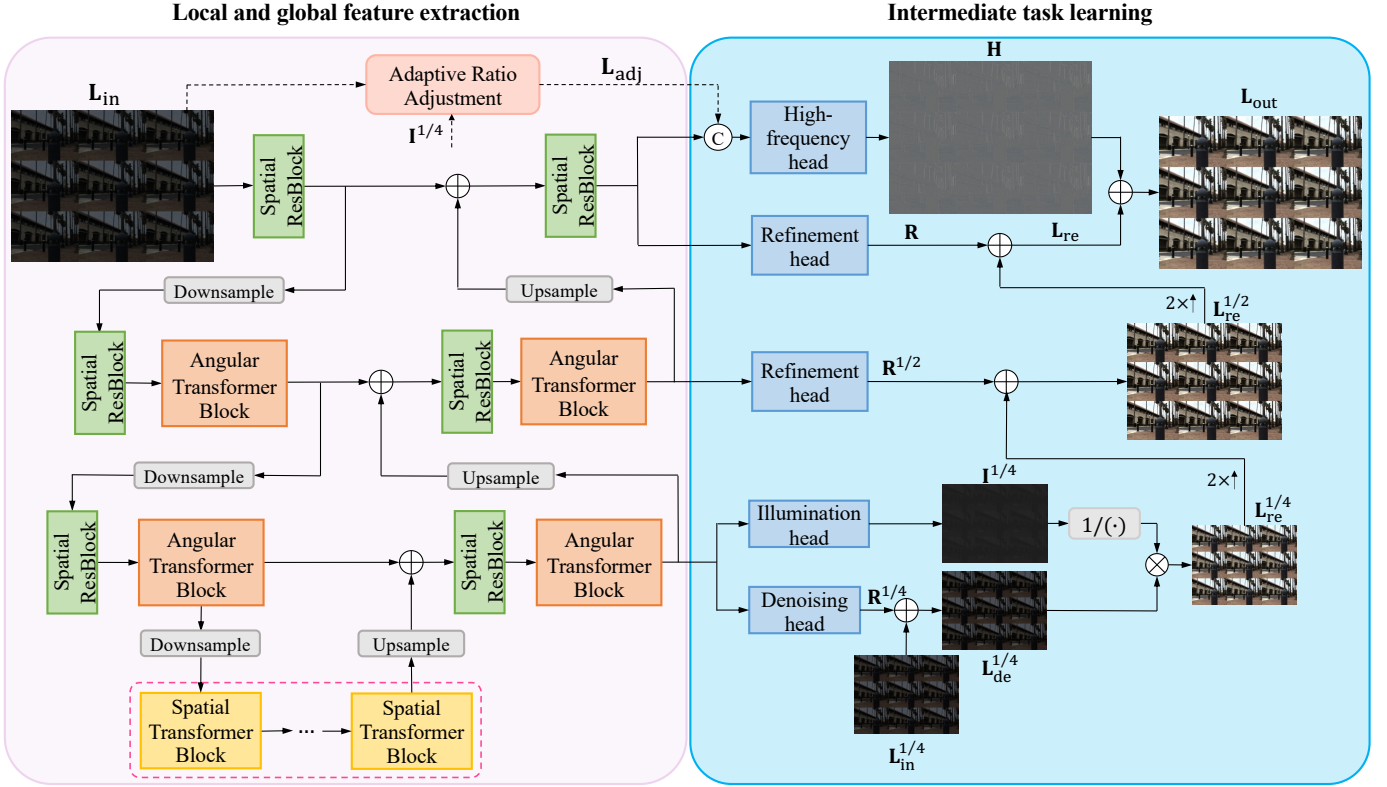 Local and global feature extraction
Intermediate task learning
L_in
Adaptive Ratio
Adjustment
L_adj
I^{1/4}
Spatial
ResBlock
Spatial
ResBlock
C
High-
frequency
head
H
L_out
Refinement
head
R
L_re
Downsample
Upsample
2×↑
L_re^{1/2}
Spatial
ResBlock
Angular
Transformer
Block
Spatial
ResBlock
Angular
Transformer
Block
Refinement
head
R^{1/2}
Downsample
Upsample
2×↑
L_re^{1/4}
Spatial
ResBlock
Angular
Transformer
Block
Spatial
ResBlock
Angular
Transformer
Block
Illumination
head
I^{1/4}
1/(·)
Denoising
head
R^{1/4}
L_de^{1/4}
L_in^{1/4}
Downsample
Upsample
Spatial
Transformer
Block
...
Spatial
Transformer
Block